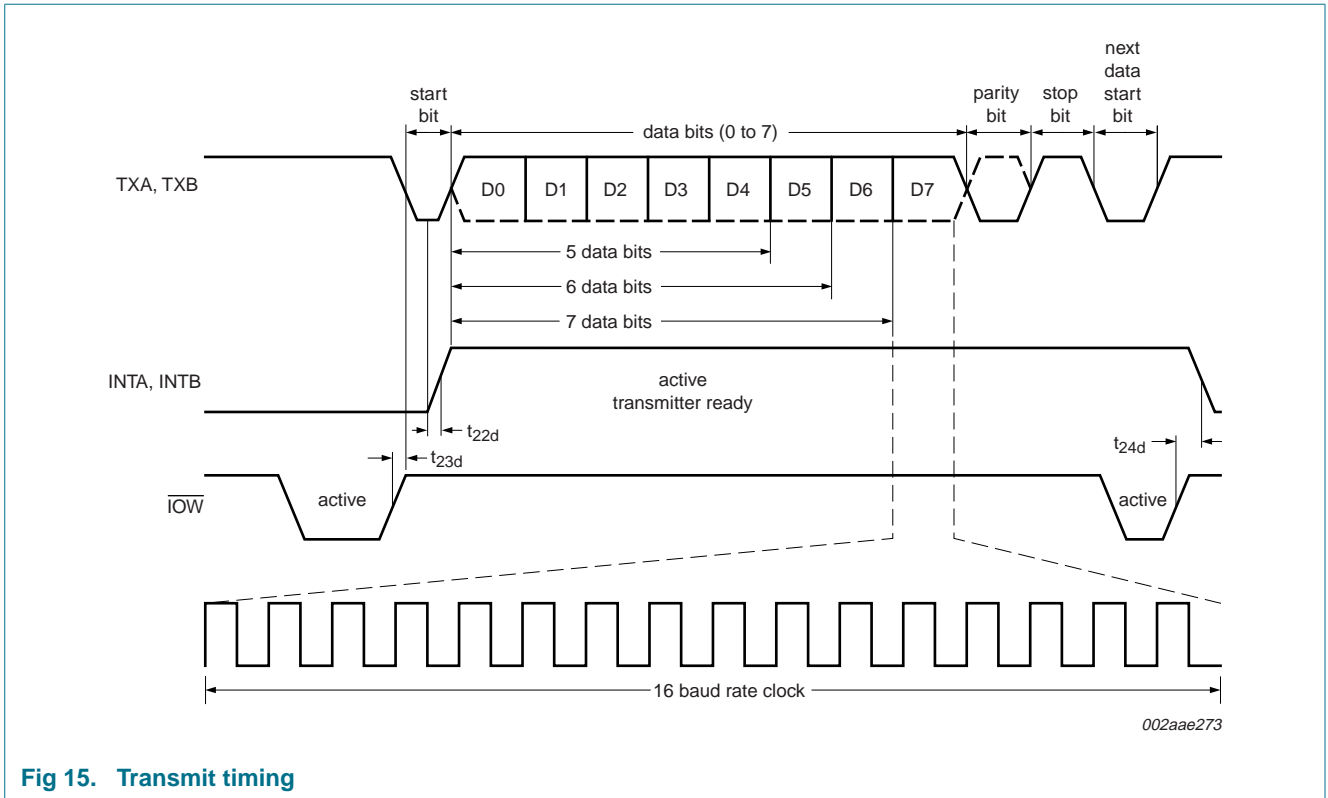 start
bit
data bits (0 to 7)
parity
bit
stop
bit
next
data
start
bit
TXA, TXB
D0 D1 D2 D3 D4 D5 D6 D7
5 data bits
6 data bits
7 data bits
INTA, INTB
active
transmitter ready
t22d
t24d
t23d
IOW
active
active
16 baud rate clock
002aae273
Fig 15. Transmit timing